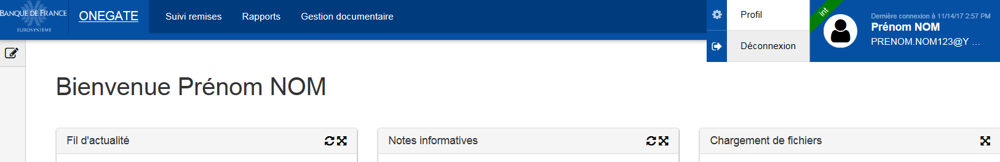 BANQUE DE FRANCE
EUROSYSTÈME
ONEGATE
Suivi remises
Rapports
Gestion documentaire
Profil
Déconnexion
int
Dernière connexion à 11/14/17 2:57 PM
Prénom NOM
PRENOM.NOM123@Y ...
Bienvenue Prénom NOM
Fil d'actualité
Notes informatives
Chargement de fichiers